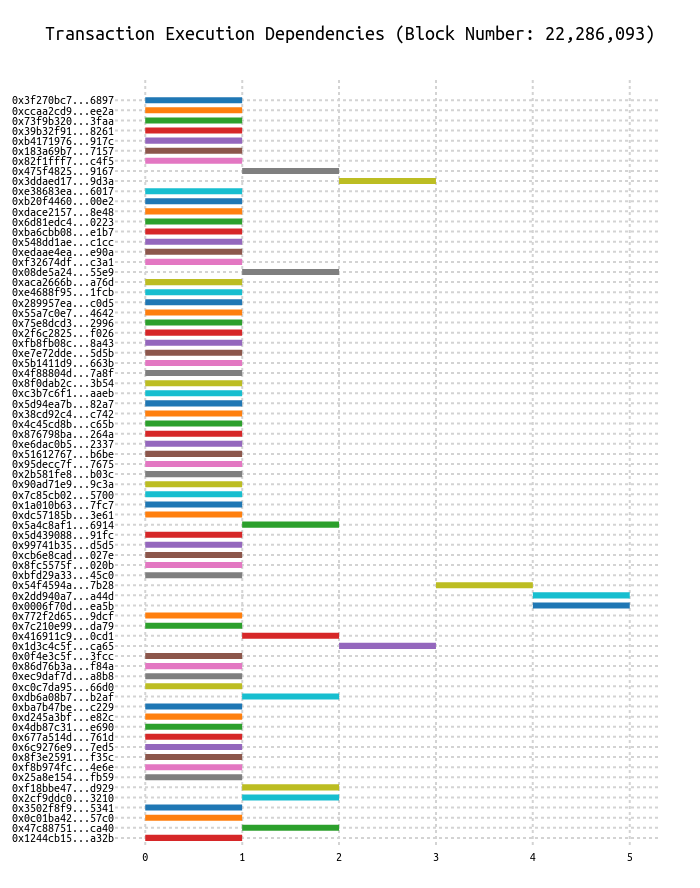 Transaction Execution Dependencies (Block Number: 22,286,093)
0x3f270bc7...6897
0xccaa2cd9...ee2a
0x73f9b320...3faa
0x39b32f91...8261
0xb4171976...917c
0x183a69b7...7157
0x82f1fff7...c4f5
0x475f4825...9167
0x3ddaed17...9d3a
0xe38683ea...6017
0xb20f4460...00e2
0xdace2157...8e48
0x6d81edc4...0223
0xba6cbb08...e1b7
0x548dd1ae...c1cc
0xedaae4ea...e90a
0xf32674df...c3a1
0x08de5a24...55e9
0xaca2666b...a76d
0xe4688f95...1fcb
0x289957ea...c0d5
0x55a7c0e7...4642
0x75e8dcd3...2996
0x2f6c2825...f026
0xfb8fb08c...8a43
0xe7e72dde...5d5b
0x5b1411d9...663b
0x4f88804d...7a8f
0x8f0dab2c...3b54
0xc3b7c6f1...aaeb
0x5d94ea7b...82a7
0x38cd92c4...c742
0x4c45cd8b...c65b
0x876798ba...264a
0xe6dac0b5...2337
0x51612767...b6be
0x95decc7f...7675
0x2b581fe8...b03c
0x90ad71e9...9c3a
0x7c85cb02...5700
0x1a010b63...7fc7
0xdc57185b...3e61
0x5a4c8af1...6914
0x5d439088...91fc
0x99741b35...d5d5
0xcb6e8cad...027e
0x8fc5575f...020b
0xbfd29a33...45c0
0x54f4594a...7b28
0x2dd940a7...a44d
0x0006f70d...ea5b
0x772f2d65...9dcf
0x7c210e99...da79
0x416911c9...0cd1
0x1d3c4c5f...ca65
0x0f4e3c5f...3fcc
0x86d76b3a...f84a
0xec9daf7d...a8b8
0xc0c7da95...66d0
0xdb6a08b7...b2af
0xba7b47be...c229
0xd245a3bf...e82c
0x4db87c31...e690
0x677a514d...761d
0x6c9276e9...7ed5
0x8f3e2591...f35c
0xf8b974fc...4e6e
0x25a8e154...fb59
0xf18bbe47...d929
0x2cf9ddc0...3210
0x3502f8f9...5341
0x0c01ba42...57c0
0x47c88751...ca40
0x1244cb15...a32b
0 1 2 3 4 5